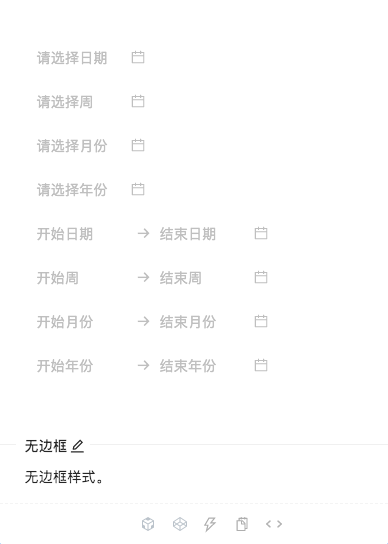 请选择日期
请选择周
请选择月份
请选择年份
开始日期 → 结束日期
开始周 → 结束周
开始月份 → 结束月份
开始年份 → 结束年份
无边框
无边框样式。